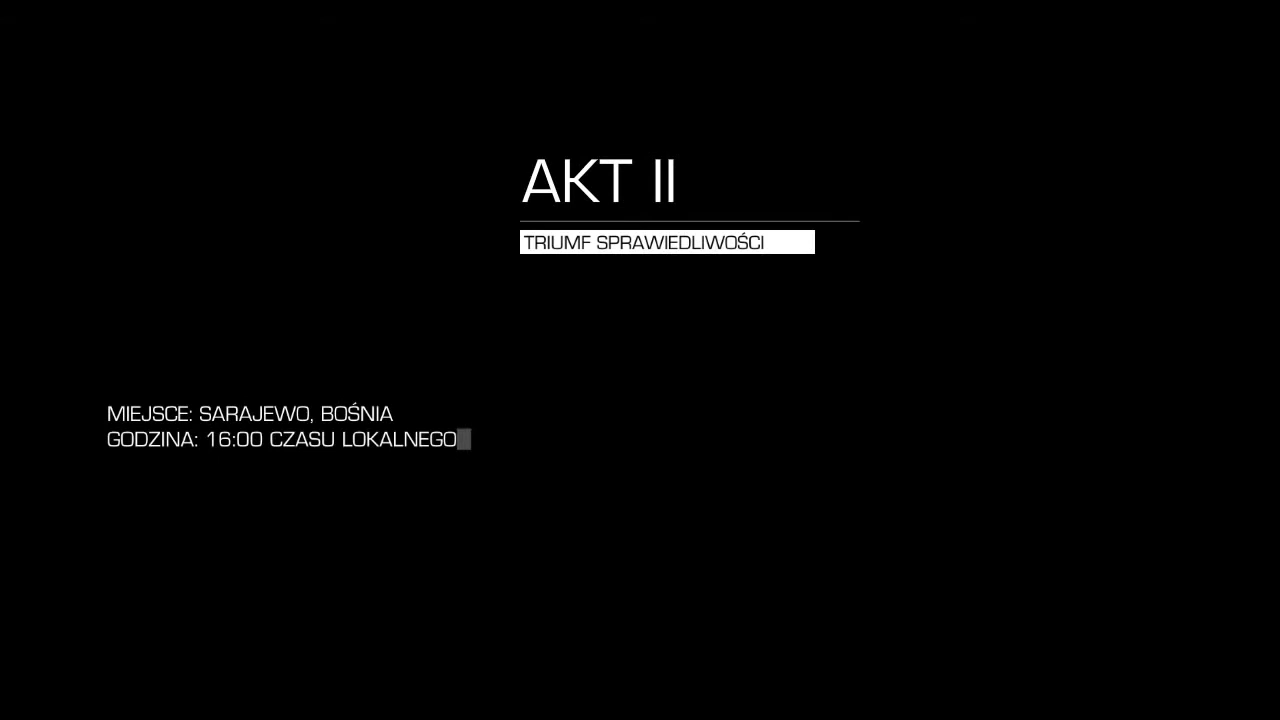 AKT II
TRIUMF SPRAWIEDLIWOŚCI
MIEJSCE: SARAJEWO, BOŚNIA
GODZINA: 16:00 CZASU LOKALNEGO